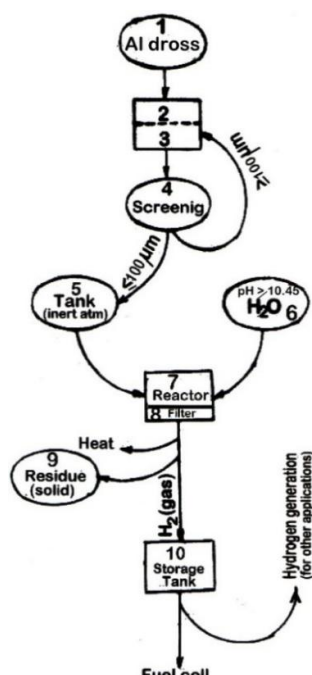 1
Al dross
2
3
≥100μm
4
Screenig
≤100μm
5
Tank
(inert atm)
pH > 10.45
H₂O 6
7
Reactor
8 Filter
Heat
9
Residue
(solid)
H₂(gas)
10
Storage
Tank
Hydrogen generation
(for other applications)
Fuel cell